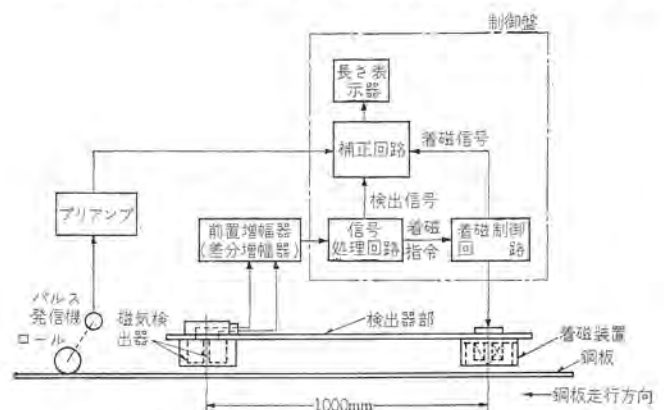 制御盤
長さ表
示器
補正回路
着磁信号
検出信号
プリアンプ
前置増幅器
(差分増幅器)
信号
処理回路
着磁
指令
着磁制御
回 路
パルス
発信機
ロール
磁気検
出器
検出器部
着磁装置
鋼板
1000mm
鋼板走行方向